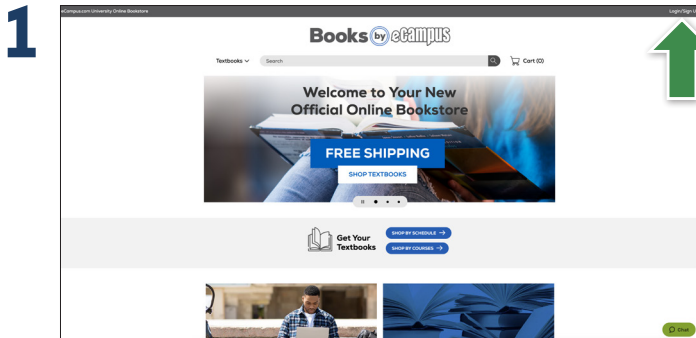 1
eCampus.com University Online Bookstore
Login/Sign U
Books by eCampus
Textbooks
Search
Cart (0)
Welcome to Your New
Official Online Bookstore
FREE SHIPPING
SHOP TEXTBOOKS
Get Your
Textbooks
SHOP BY SCHEDULE →
SHOP BY COURSES →
Chat